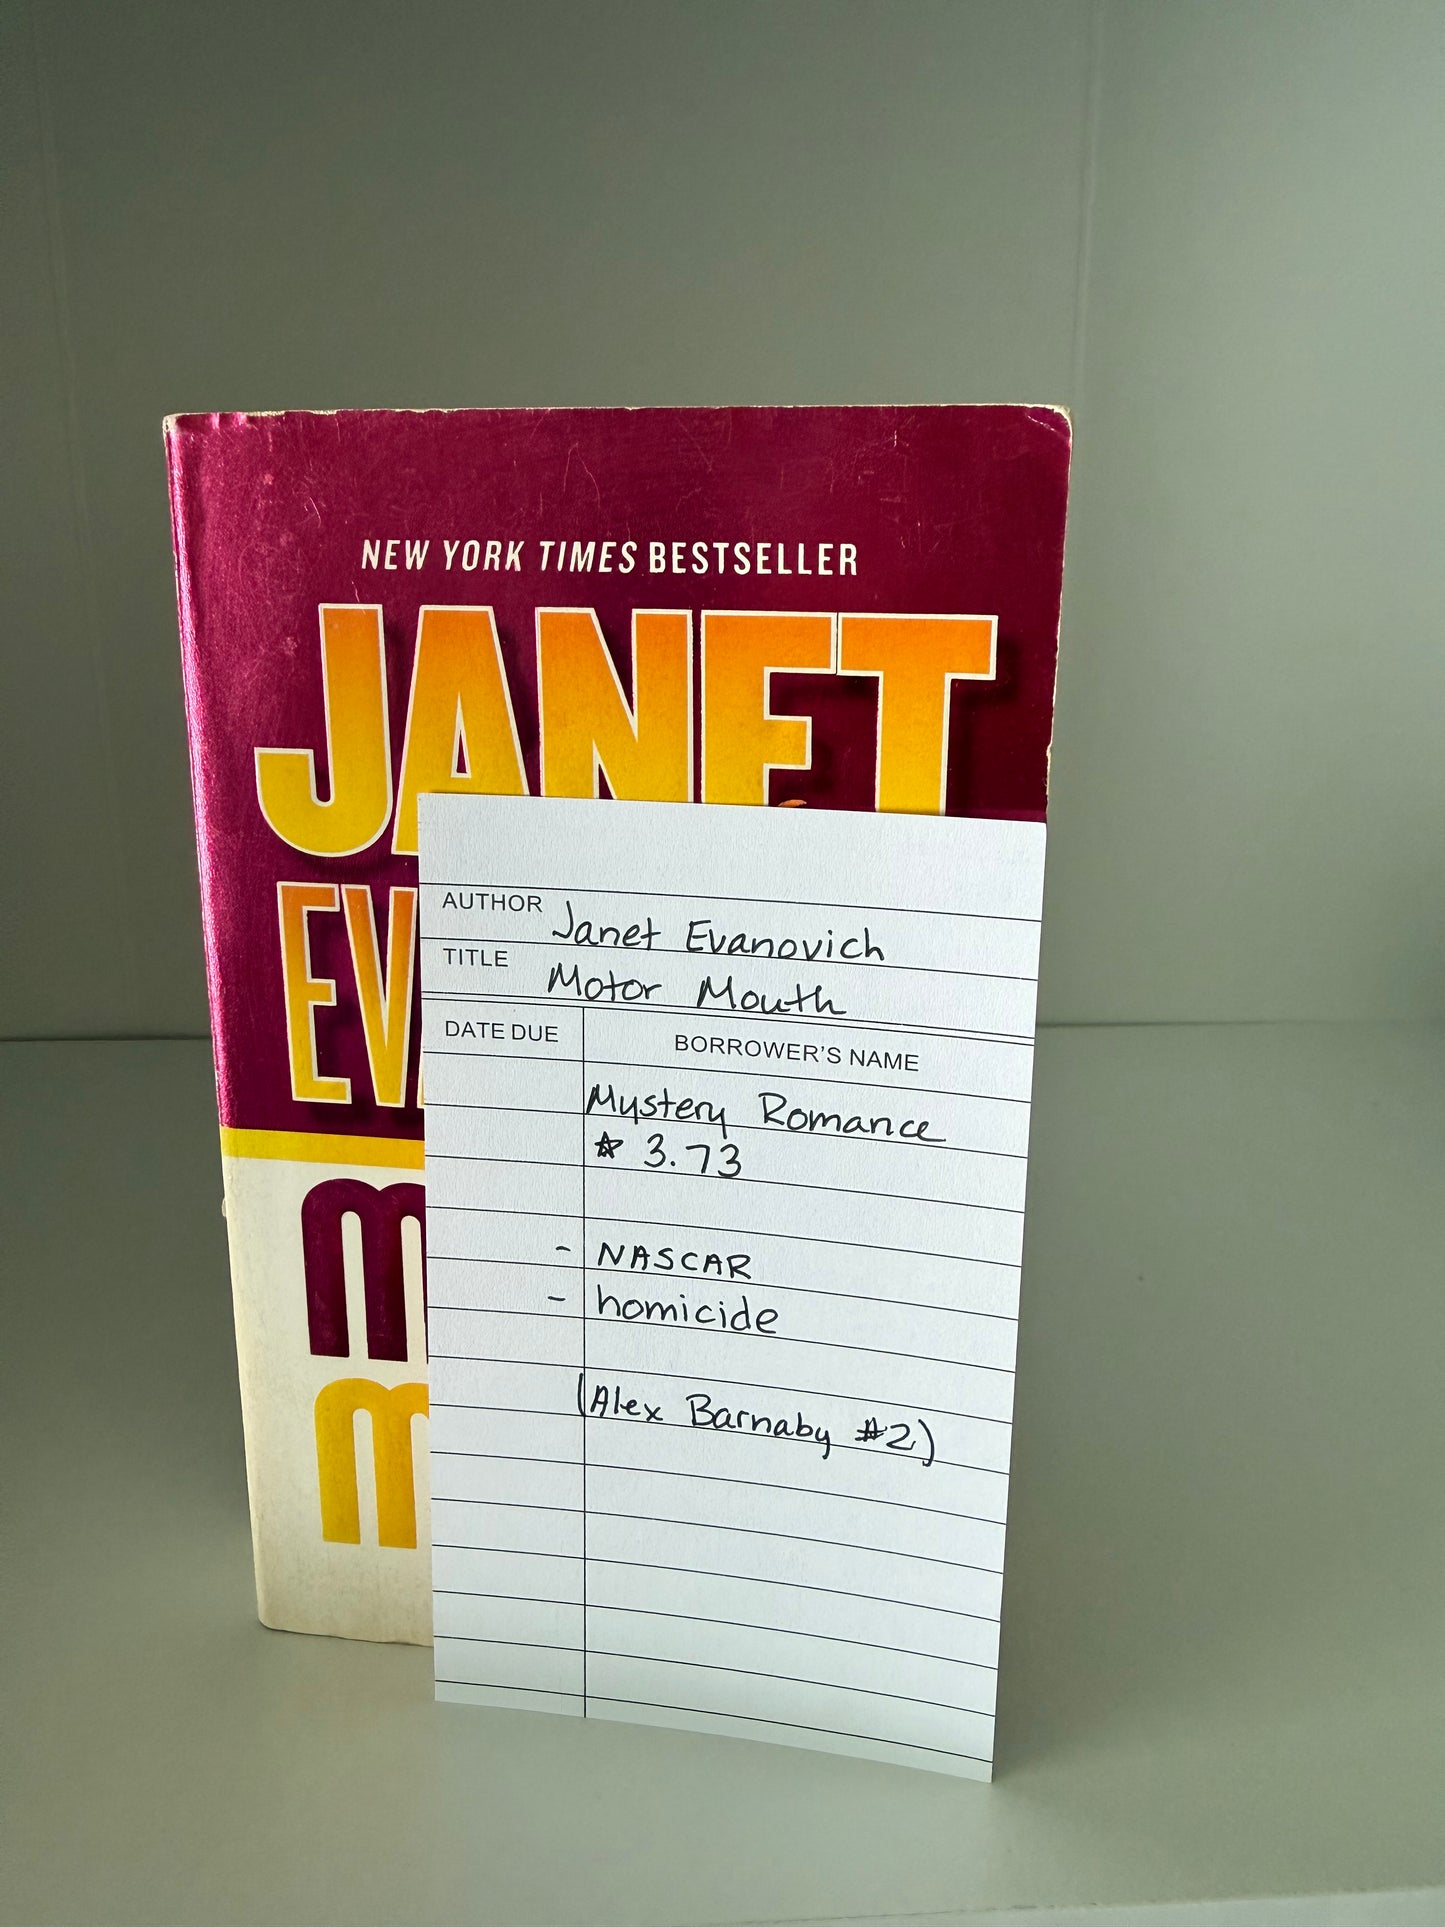 NEW YORK TIMES BESTSELLER
JANET
EV
M
M
AUTHOR Janet Evanovich
TITLE Motor Mouth
DATE DUE BORROWER'S NAME
Mystery Romance
☆ 3.73
- NASCAR
- homicide
(Alex Barnaby #2)